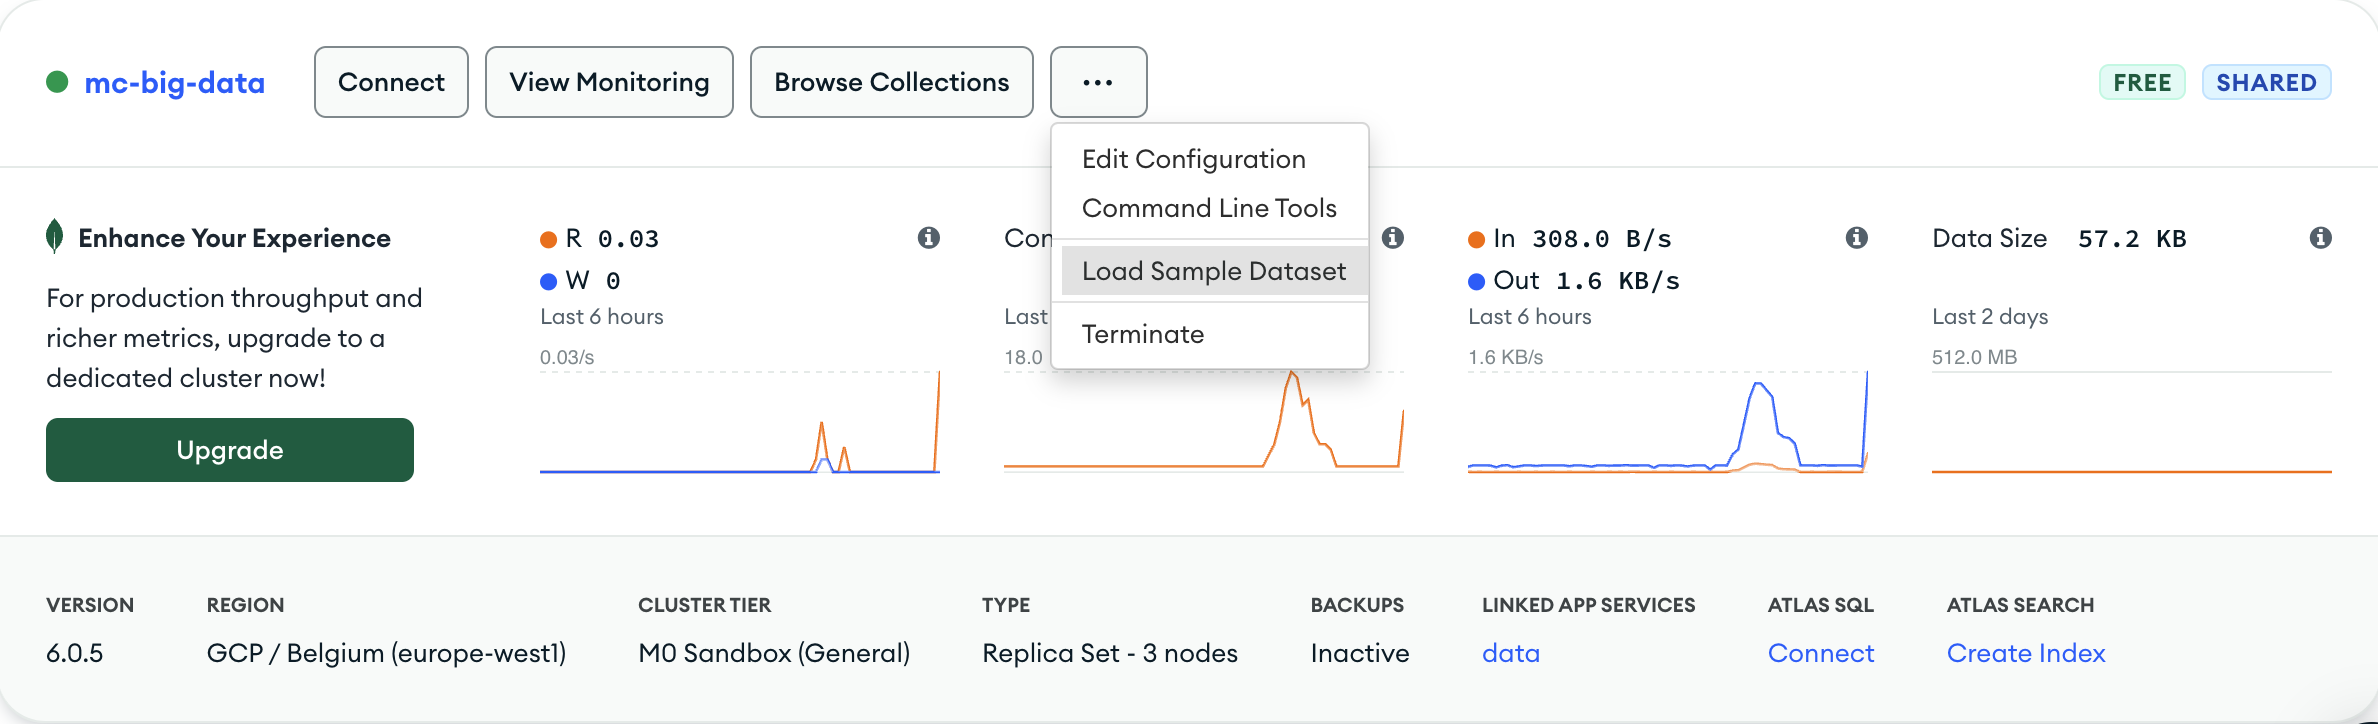 mc-big-data
Connect
View Monitoring
Browse Collections
...
FREE
SHARED
Edit Configuration
Command Line Tools
Load Sample Dataset
Terminate
Enhance Your Experience
For production throughput and
richer metrics, upgrade to a
dedicated cluster now!
Upgrade
R 0.03
W 0
Last 6 hours
0.03/s
Con
Last
18.0
In 308.0 B/s
Out 1.6 KB/s
Last 6 hours
1.6 KB/s
Data Size 57.2 KB
Last 2 days
512.0 MB
VERSION
6.0.5
REGION
GCP / Belgium (europe-west1)
CLUSTER TIER
M0 Sandbox (General)
TYPE
Replica Set - 3 nodes
BACKUPS
Inactive
LINKED APP SERVICES
data
ATLAS SQL
Connect
ATLAS SEARCH
Create Index